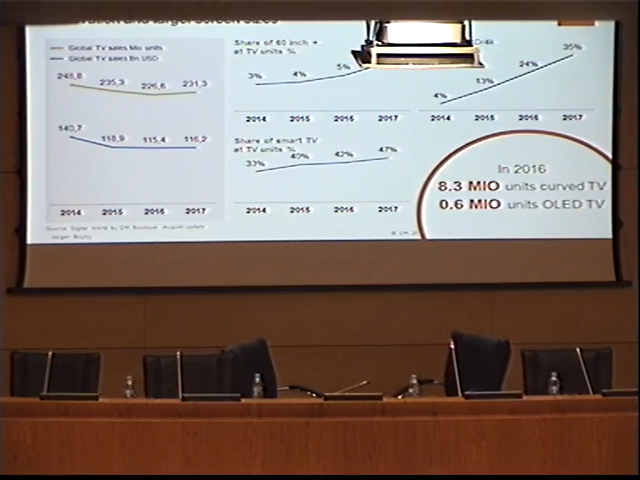 larger screen sizes
Global TV sales Mio units
Global TV sales Bn USD
248,8
235,3
226,6
231,3
140,7
118,9
115,4
116,2
2014 2015 2016 2017
Share of 60 inch +
at TV units %
3%
4%
5%
2014 2015 2016 2017
4%
13%
24%
35%
2014 2015 2016 2017
Share of smart TV
at TV units %
33%
40%
42%
47%
2014 2015 2016 2017
In 2016
8.3 MIO units curved TV
0.6 MIO units OLED TV